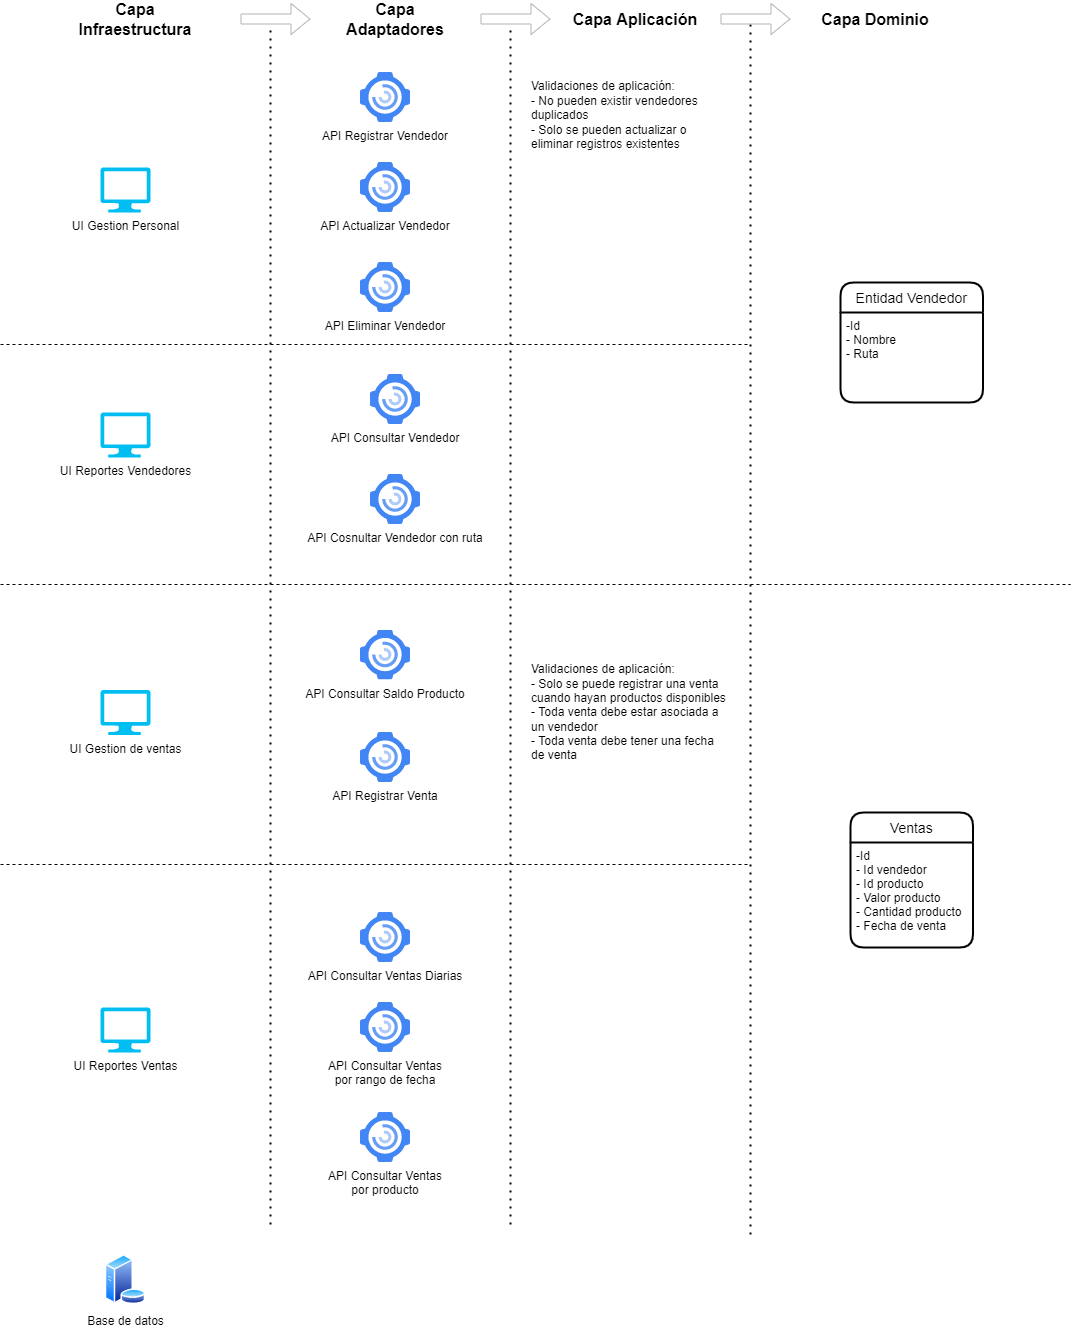 Capa
Infraestructura
Capa
Adaptadores
Capa Aplicación
Capa Dominio
API Registrar Vendedor
Validaciones de aplicación:
- No pueden existir vendedores
duplicados
- Solo se pueden actualizar o
eliminar registros existentes
UI Gestion Personal
API Actualizar Vendedor
API Eliminar Vendedor
Entidad Vendedor
-Id
- Nombre
- Ruta
UI Reportes Vendedores
API Consultar Vendedor
API Cosnultar Vendedor con ruta
API Consultar Saldo Producto
Validaciones de aplicación:
- Solo se puede registrar una venta
cuando hayan productos disponibles
- Toda venta debe estar asociada a
un vendedor
- Toda venta debe tener una fecha
de venta
UI Gestion de ventas
API Registrar Venta
Ventas
-Id
- Id vendedor
- Id producto
- Valor producto
- Cantidad producto
- Fecha de venta
API Consultar Ventas Diarias
UI Reportes Ventas
API Consultar Ventas
por rango de fecha
API Consultar Ventas
por producto
Base de datos